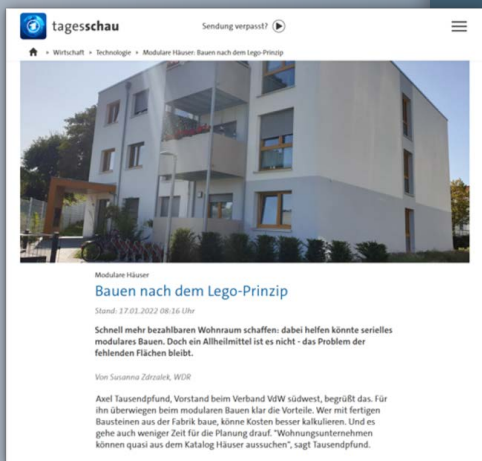 tagesschau
Sendung verpasst?
Wirtschaft ▸ Technologie ▸ Modulare Häuser: Bauen nach dem Lego-Prinzip
Modulare Häuser
Bauen nach dem Lego-Prinzip
Stand: 17.01.2022 08:16 Uhr
Schnell mehr bezahlbaren Wohnraum schaffen: dabei helfen könnte serielles
modulares Bauen. Doch ein Allheilmittel ist es nicht - das Problem der
fehlenden Flächen bleibt.
Von Susanna Zdrzalek, WDR
Axel Tausendpfund, Vorstand beim Verband VdW südwest, begrüßt das. Für
ihn überwiegen beim modularen Bauen klar die Vorteile. Wer mit fertigen
Bausteinen aus der Fabrik baue, könne Kosten besser kalkulieren. Und es
gehe auch weniger Zeit für die Planung drauf. "Wohnungsunternehmen
können quasi aus dem Katalog Häuser aussuchen", sagt Tausendpfund.